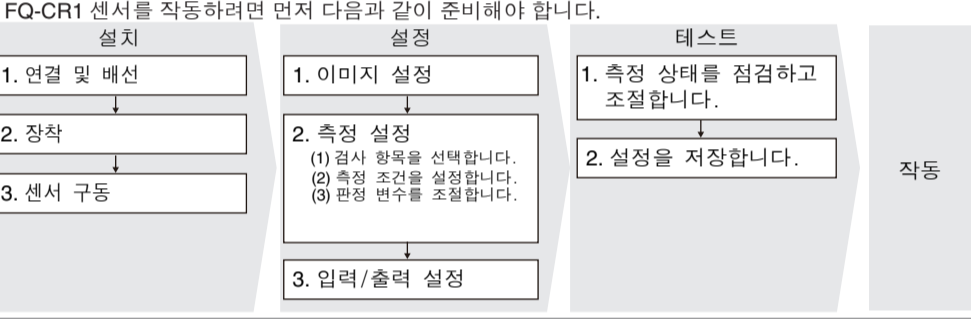 FQ-CR1 센서를 작동하려면 먼저 다음과 같이 준비해야 합니다.
설치
1. 연결 및 배선
2. 장착
3. 센서 구동
설정
1. 이미지 설정
2. 측정 설정
(1) 검사 항목을 선택합니다.
(2) 측정 조건을 설정합니다.
(3) 판정 변수를 조절합니다.
3. 입력/출력 설정
테스트
1. 측정 상태를 점검하고
조절합니다.
2. 설정을 저장합니다.
작동